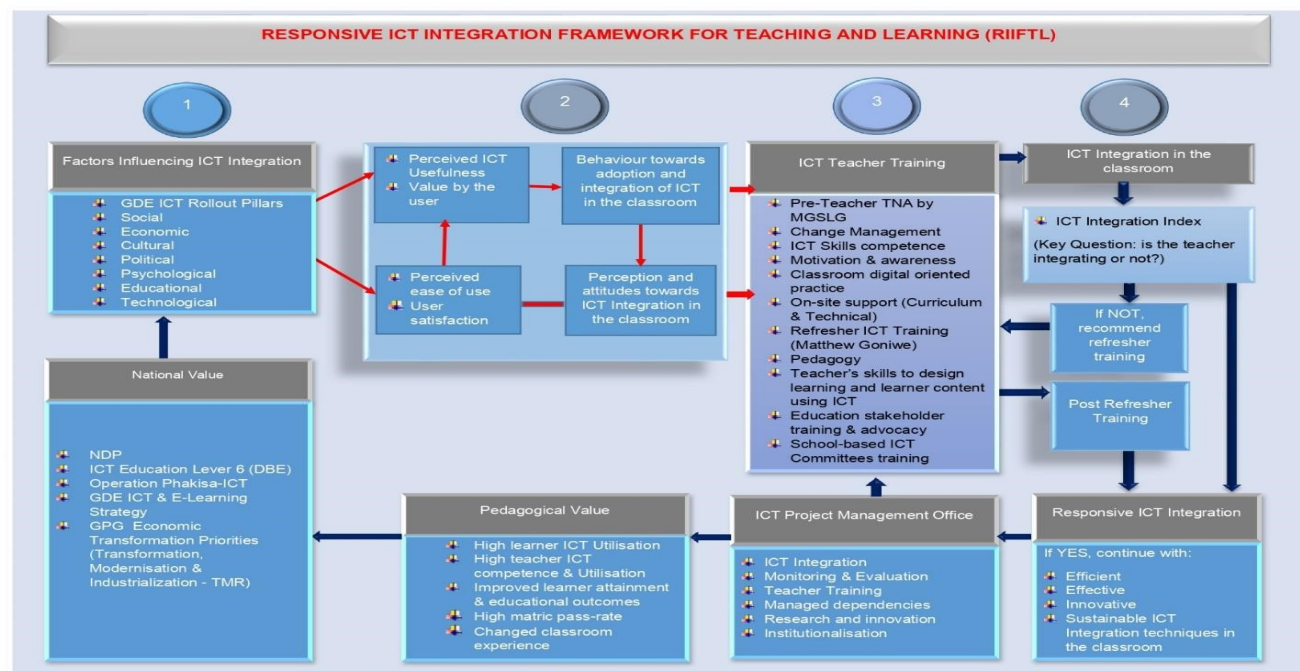 RESPONSIVE ICT INTEGRATION FRAMEWORK FOR TEACHING AND LEARNING (RIIFTL)
1
2
3
4
Factors Influencing ICT Integration
GDE ICT Rollout Pillars
Social
Economic
Cultural
Political
Psychological
Educational
Technological
Perceived ICT
Usefulness
Value by the
user
Behaviour towards
adoption and
integration of ICT
in the classroom
Perceived
ease of use
User
satisfaction
Perception and
attitudes towards
ICT Integration in
the classroom
ICT Teacher Training
Pre-Teacher TNA by
MGSLG
Change Management
ICT Skills competence
Motivation & awareness
Classroom digital oriented
practice
On-site support (Curriculum
& Technical)
Refresher ICT Training
(Matthew Goniwe)
Pedagogy
Teacher's skills to design
learning and learner content
using ICT
Education stakeholder
training & advocacy
School-based ICT
Committees training
ICT Integration in the
classroom
ICT Integration Index
(Key Question: is the teacher
integrating or not?)
If NOT,
recommend
refresher
training
Post Refresher
Training
National Value
NDP
ICT Education Lever 6 (DBE)
Operation Phakisa-ICT
GDE ICT & E-Learning
Strategy
GPG Economic
Transformation Priorities
(Transformation,
Modernisation &
Industrialization - TMR)
Pedagogical Value
High learner ICT Utilisation
High teacher ICT
competence & Utilisation
Improved learner attainment
& educational outcomes
High matric pass-rate
Changed classroom
experience
ICT Project Management Office
ICT Integration
Monitoring & Evaluation
Teacher Training
Managed dependencies
Research and innovation
Institutionalisation
Responsive ICT Integration
If YES, continue with:
Efficient
Effective
Innovative
Sustainable ICT
Integration techniques in
the classroom